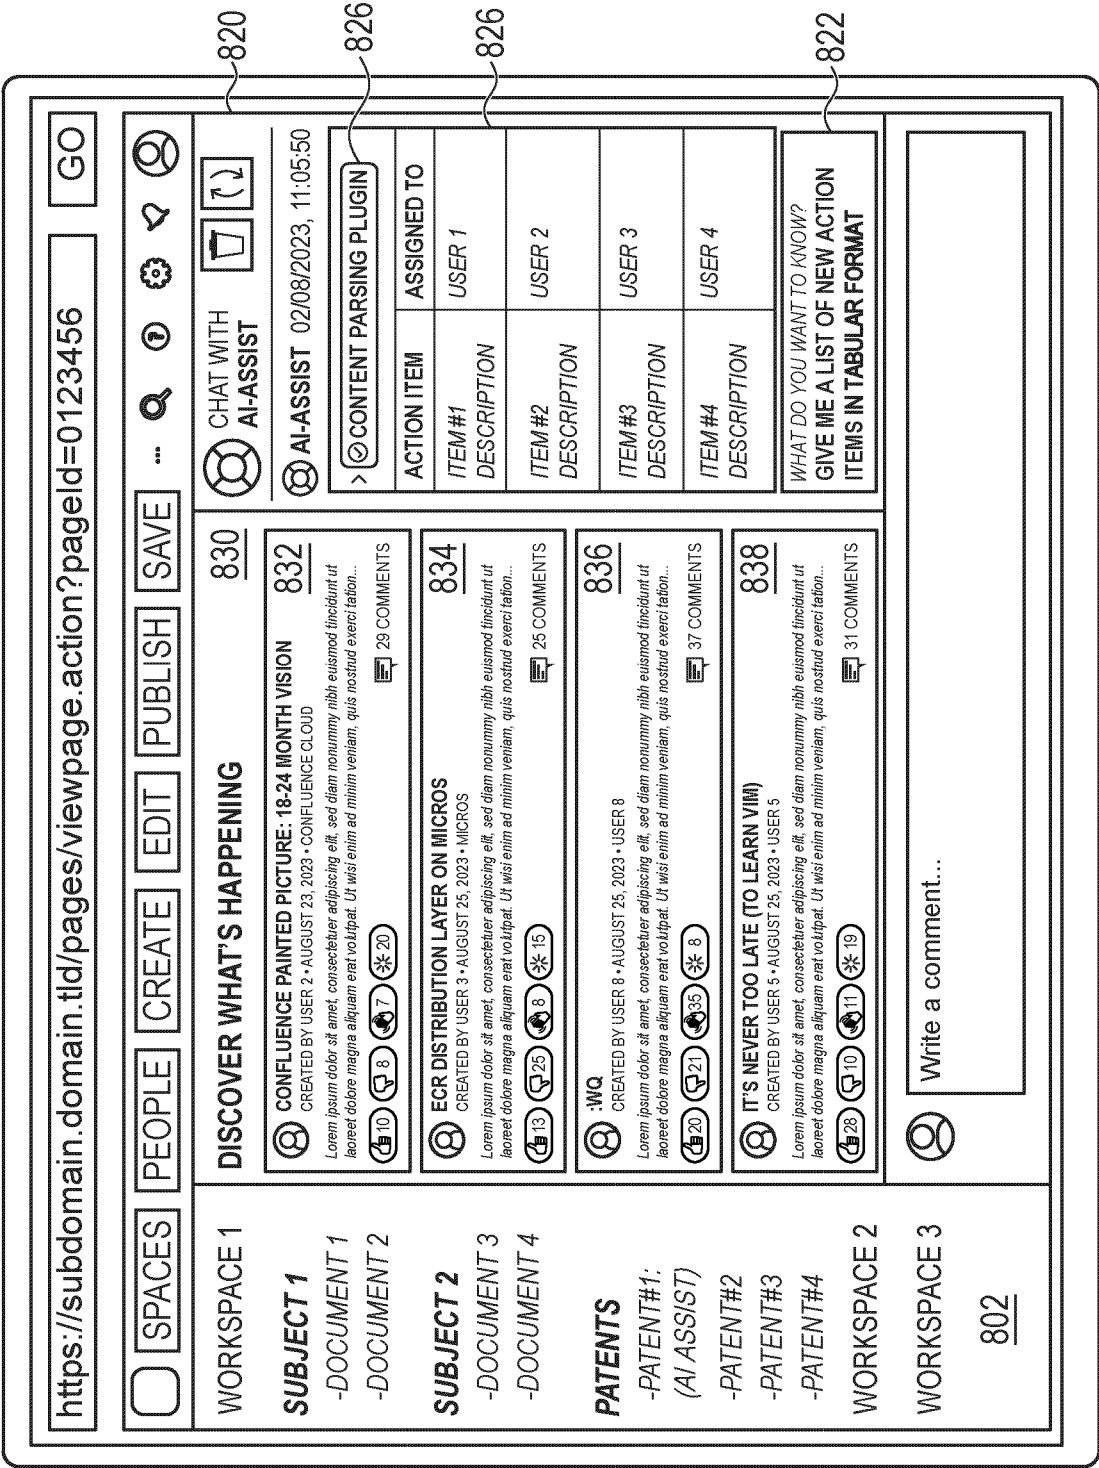 https://subdomain.domain.tld/pages/viewpage.action?pageId=0123456
GO
SPACES
PEOPLE
CREATE
EDIT
PUBLISH
SAVE
...
?
WORKSPACE 1
SUBJECT 1
-DOCUMENT 1
-DOCUMENT 2
SUBJECT 2
-DOCUMENT 3
-DOCUMENT 4
PATENTS
-PATENT#1:
(AI ASSIST)
-PATENT#2
-PATENT#3
-PATENT#4
WORKSPACE 2
WORKSPACE 3
802
DISCOVER WHAT'S HAPPENING
830
CONFLUENCE PAINTED PICTURE: 18-24 MONTH VISION
832
CREATED BY USER 2 • AUGUST 23, 2023 • CONFLUENCE CLOUD
Lorem ipsum dolor sit amet, consectetuer adipiscing elit, sed diam nonummy nibh euismod tincidunt ut
laoreet dolore magna aliquam erat volutpat. Ut wisi enim ad minim veniam, quis nostrud exerci tation...
10 8 7 20
29 COMMENTS
ECR DISTRIBUTION LAYER ON MICROS
834
CREATED BY USER 3 • AUGUST 25, 2023 • MICROS
Lorem ipsum dolor sit amet, consectetuer adipiscing elit, sed diam nonummy nibh euismod tincidunt ut
laoreet dolore magna aliquam erat volutpat. Ut wisi enim ad minim veniam, quis nostrud exerci tation...
13 25 8 15
25 COMMENTS
:WQ
836
CREATED BY USER 8 • AUGUST 25, 2023 • USER 8
Lorem ipsum dolor sit amet, consectetuer adipiscing elit, sed diam nonummy nibh euismod tincidunt ut
laoreet dolore magna aliquam erat volutpat. Ut wisi enim ad minim veniam, quis nostrud exerci tation...
20 21 35 8
37 COMMENTS
IT'S NEVER TOO LATE (TO LEARN VIM)
838
CREATED BY USER 5 • AUGUST 25, 2023 • USER 5
Lorem ipsum dolor sit amet, consectetuer adipiscing elit, sed diam nonummy nibh euismod tincidunt ut
laoreet dolore magna aliquam erat volutpat. Ut wisi enim ad minim veniam, quis nostrud exerci tation...
28 10 11 19
31 COMMENTS
Write a comment...
CHAT WITH
AI-ASSIST
820
AI-ASSIST 02/08/2023, 11:05:50
> CONTENT PARSING PLUGIN
826
ACTION ITEM ASSIGNED TO
826
ITEM #1
DESCRIPTION
USER 1
ITEM #2
DESCRIPTION
USER 2
ITEM #3
DESCRIPTION
USER 3
ITEM #4
DESCRIPTION
USER 4
WHAT DO YOU WANT TO KNOW?
GIVE ME A LIST OF NEW ACTION
ITEMS IN TABULAR FORMAT
822